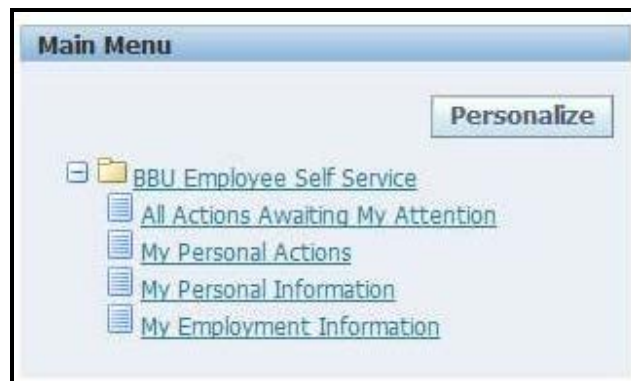 Main Menu
Personalize
BBU Employee Self Service
All Actions Awaiting My Attention
My Personal Actions
My Personal Information
My Employment Information